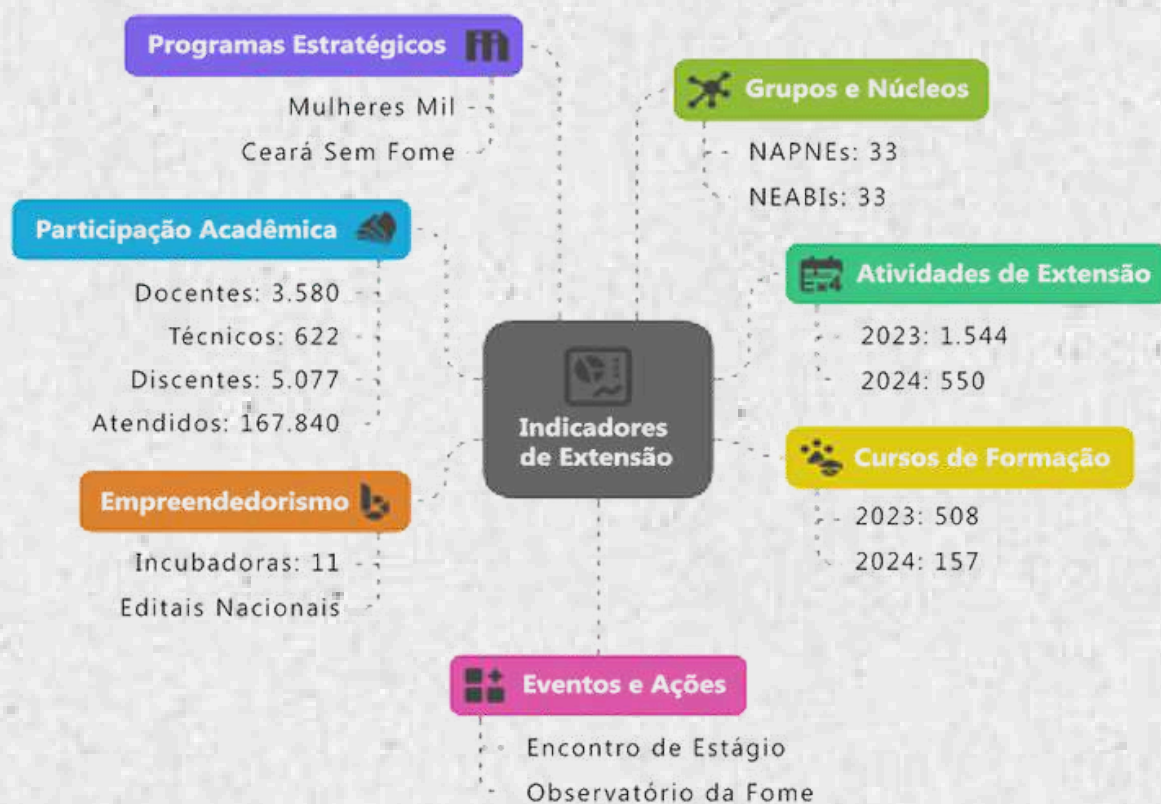 Programas Estratégicos
Mulheres Mil
Ceará Sem Fome
Grupos e Núcleos
NAPNEs: 33
NEABIs: 33
Participação Acadêmica
Docentes: 3.580
Técnicos: 622
Discentes: 5.077
Atendidos: 167.840
Atividades de Extensão
2023: 1.544
2024: 550
Indicadores
de Extensão
Cursos de Formação
2023: 508
2024: 157
Empreendedorismo
Incubadoras: 11
Editais Nacionais
Eventos e Ações
Encontro de Estágio
Observatório da Fome